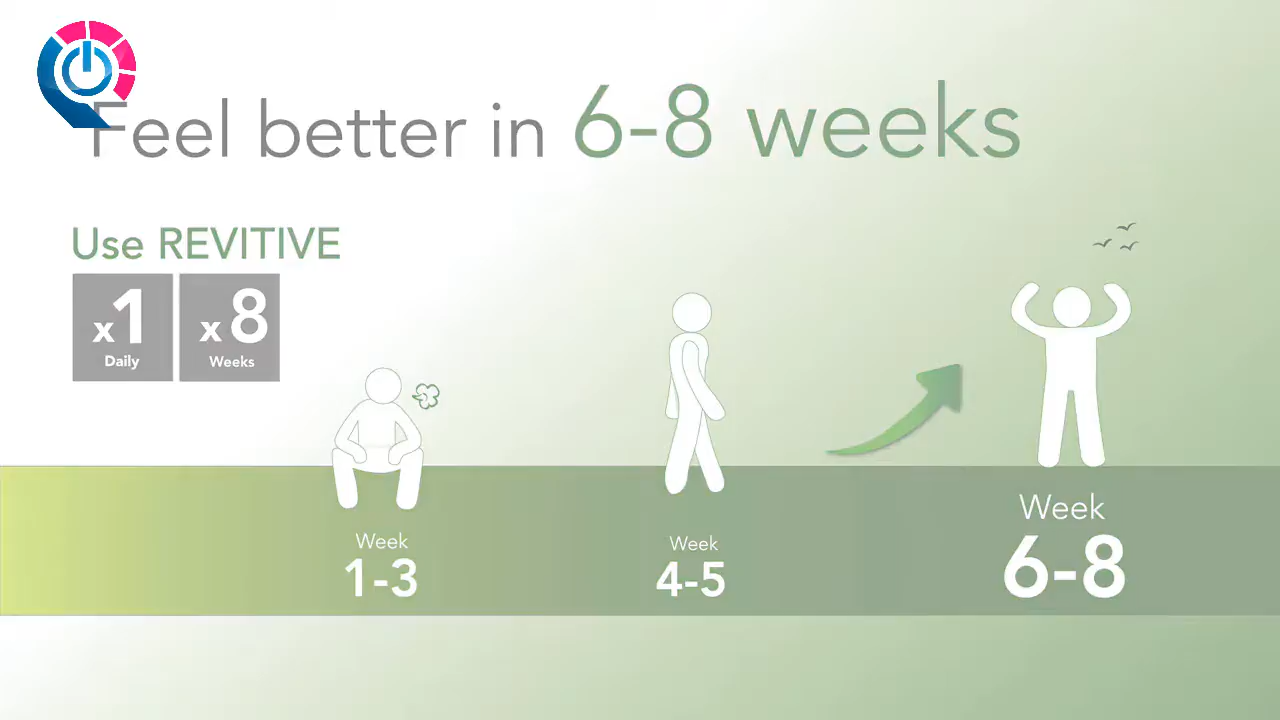 Feel better in 6-8 weeks
Use REVITIVE
x1
Daily
x8
Weeks
Week
1-3
Week
4-5
Week
6-8